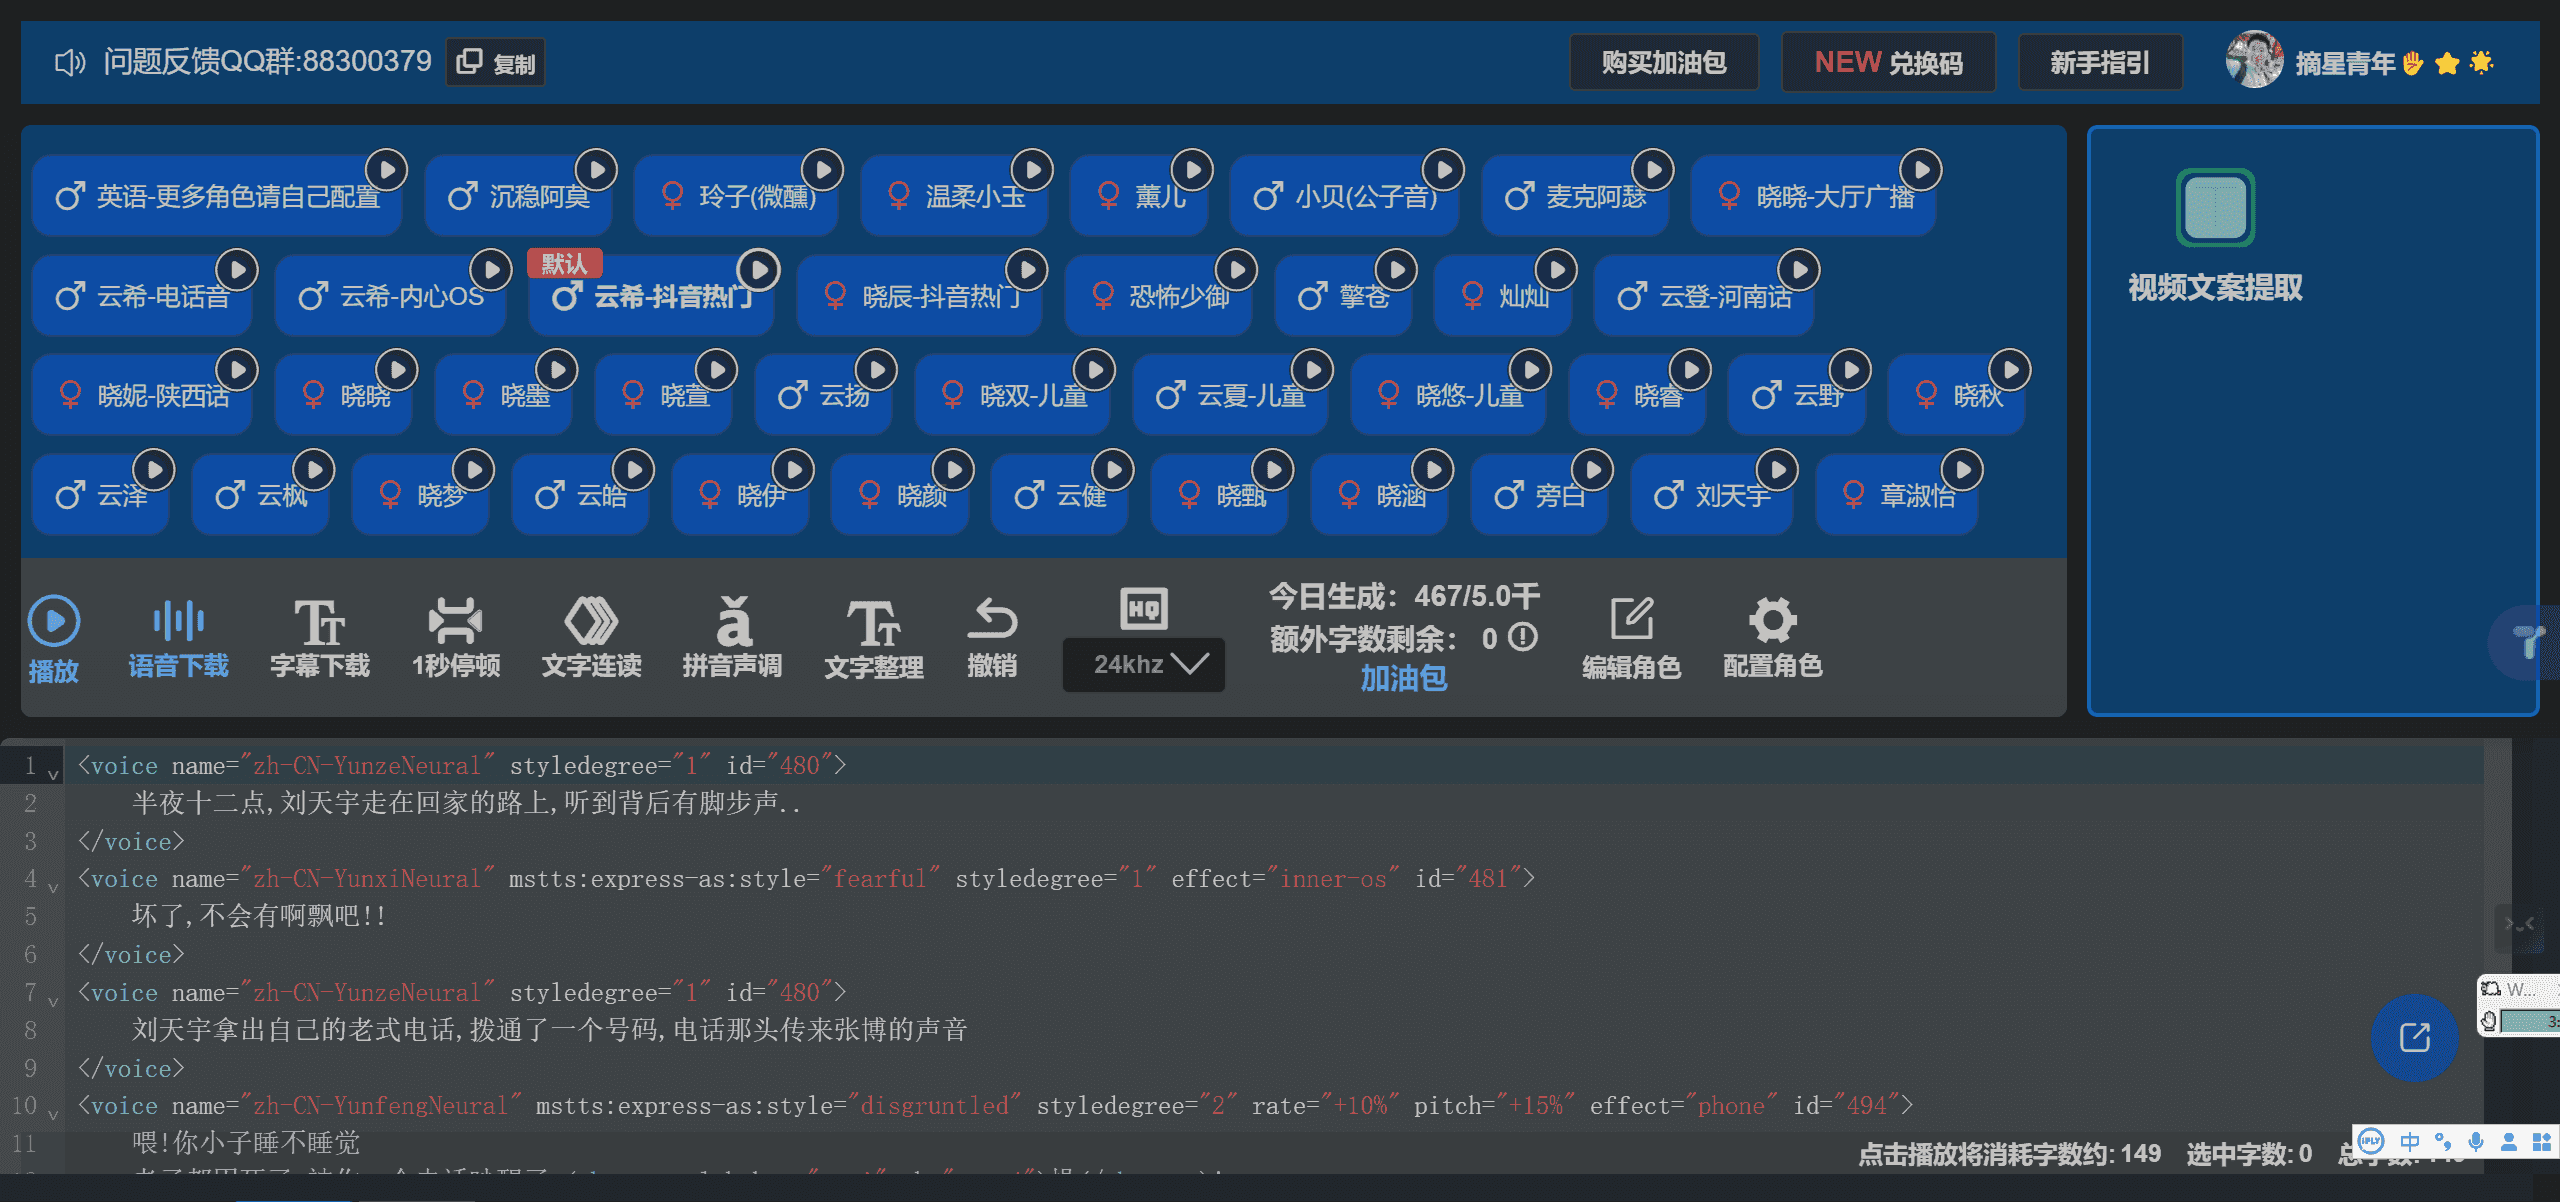 问题反馈QQ群:88300379 复制 购买加油包 NEW 兑换码 新手指引 摘星青年
英语-更多角色请自己配置 沉稳阿莫 玲子(微醺) 温柔小玉 薰儿 小贝(公子音) 麦克阿瑟 晓晓-大厅广播
默认
云希-电话音 云希-内心OS 云希-抖音热门 晓辰-抖音热门 恐怖少御 擎苍 灿灿 云登-河南话
晓妮-陕西话 晓晓 晓墨 晓萱 云扬 晓双-儿童 云夏-儿童 晓悠-儿童 晓睿 云野 晓秋
云泽 云枫 晓梦 云皓 晓伊 晓颜 云健 晓甄 晓涵 旁白 刘天宇 章淑怡
视频文案提取
播放 语音下载 字幕下载 1秒停顿 文字连读 拼音声调 文字整理 撤销
HQ
24khz
今日生成: 467/5.0千
额外字数剩余: 0
加油包
编辑角色 配置角色
1 <voice name="zh-CN-YunzeNeural" styledegree="1" id="480">
2 半夜十二点,刘天宇走在回家的路上,听到背后有脚步声..
3 </voice>
4 <voice name="zh-CN-YunxiNeural" mstts:express-as:style="fearful" styledegree="1" effect="inner-os" id="481">
5 坏了,不会有啊飘吧!!
6 </voice>
7 <voice name="zh-CN-YunzeNeural" styledegree="1" id="480">
8 刘天宇拿出自己的老式电话,拨通了一个号码,电话那头传来张博的声音
9 </voice>
10 <voice name="zh-CN-YunfengNeural" mstts:express-as:style="disgruntled" styledegree="2" rate="+10%" pitch="+15%" effect="phone" id="494">
11 喂!你小子睡不睡觉
点击播放将消耗字数约: 149 选中字数: 0
W...
iFLY 中